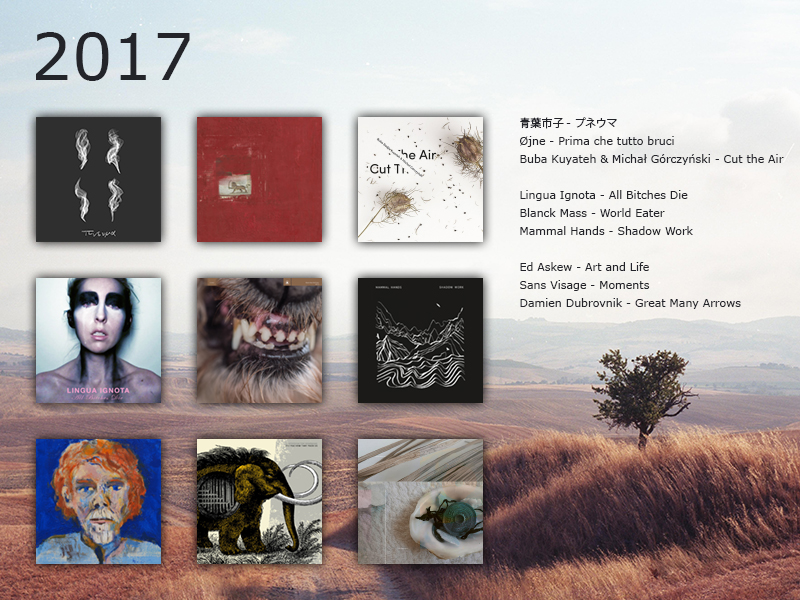 2017
青葉市子 - プネウマ
Øjne - Prima che tutto bruci
Buba Kuyateh & Michał Górczyński - Cut the Air
Lingua Ignota - All Bitches Die
Blanck Mass - World Eater
Mammal Hands - Shadow Work
Ed Askew - Art and Life
Sans Visage - Moments
Damien Dubrovnik - Great Many Arrows
the Air
Cut T
MAMMAL HANDS
SHADOW WORK
LINGUA IGNOTA